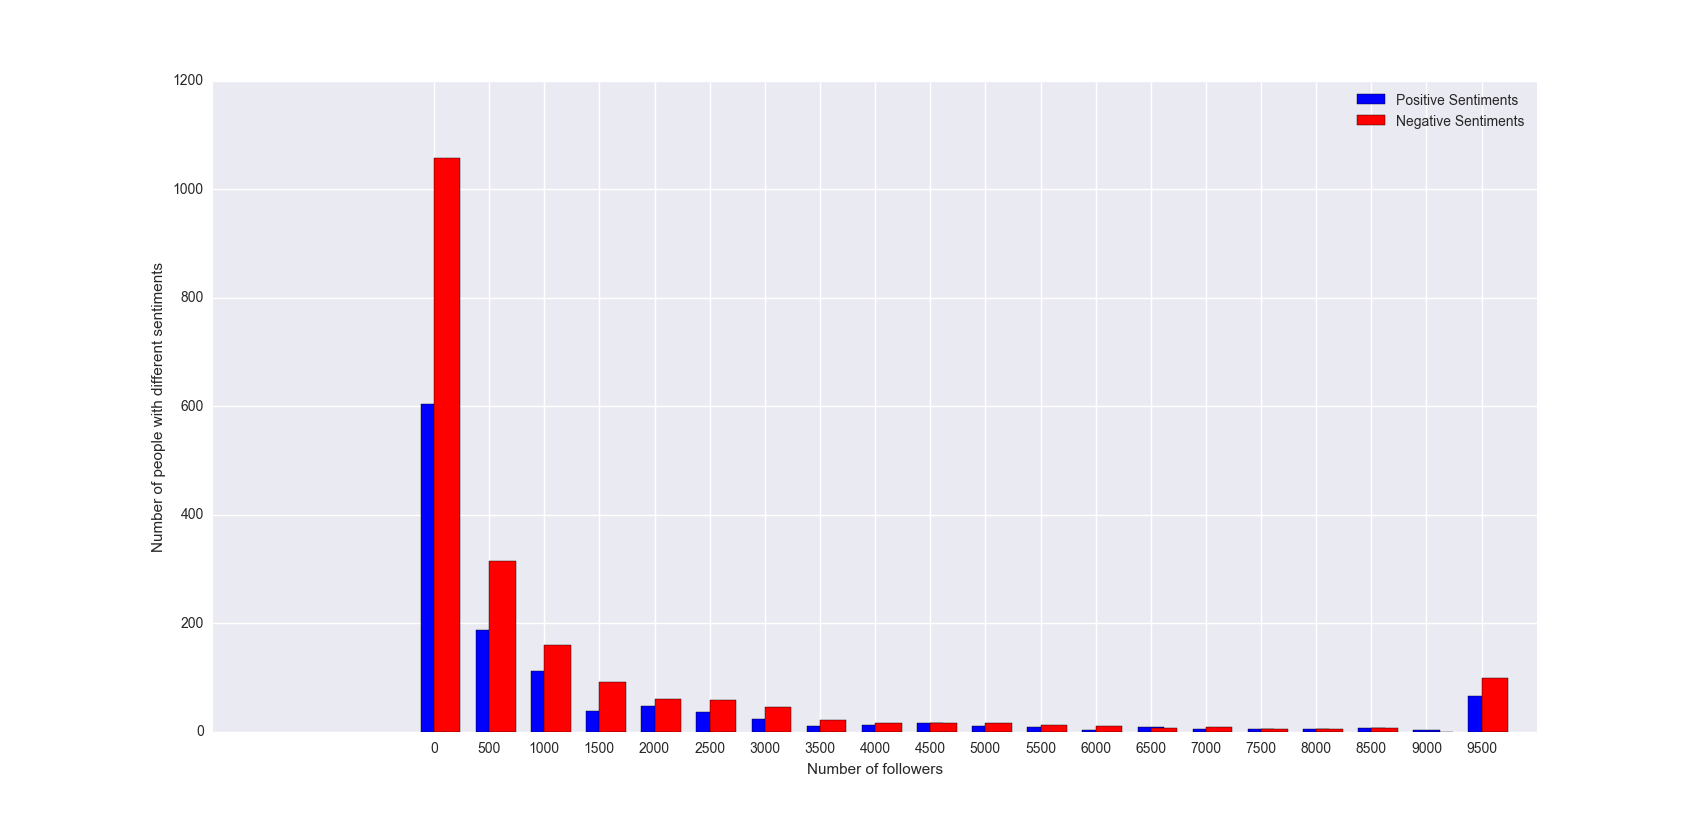 1200
1000
800
600
400
200
0
Number of people with different sentiments
Positive Sentiments
Negative Sentiments
0 500 1000 1500 2000 2500 3000 3500 4000 4500 5000 5500 6000 6500 7000 7500 8000 8500 9000 9500
Number of followers